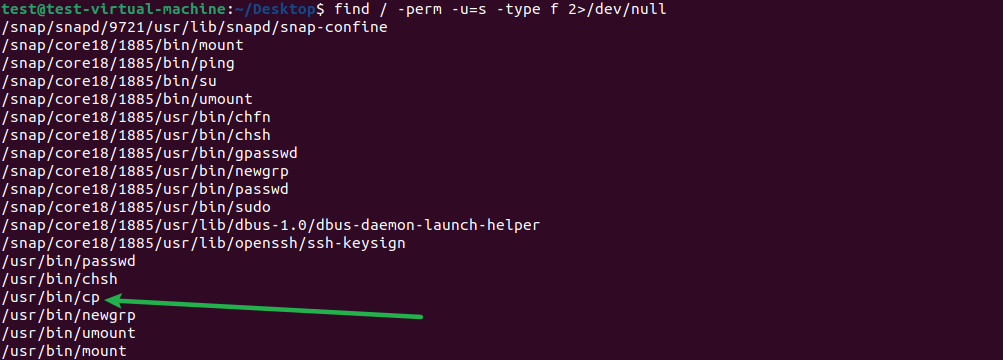 test@test-virtual-machine:~/Desktop$ find / -perm -u=s -type f 2>/dev/null
/snap/snapd/9721/usr/lib/snapd/snap-confine
/snap/core18/1885/bin/mount
/snap/core18/1885/bin/ping
/snap/core18/1885/bin/su
/snap/core18/1885/bin/umount
/snap/core18/1885/usr/bin/chfn
/snap/core18/1885/usr/bin/chsh
/snap/core18/1885/usr/bin/gpasswd
/snap/core18/1885/usr/bin/newgrp
/snap/core18/1885/usr/bin/passwd
/snap/core18/1885/usr/bin/sudo
/snap/core18/1885/usr/lib/dbus-1.0/dbus-daemon-launch-helper
/snap/core18/1885/usr/lib/openssh/ssh-keysign
/usr/bin/passwd
/usr/bin/chsh
/usr/bin/cp
/usr/bin/newgrp
/usr/bin/umount
/usr/bin/mount